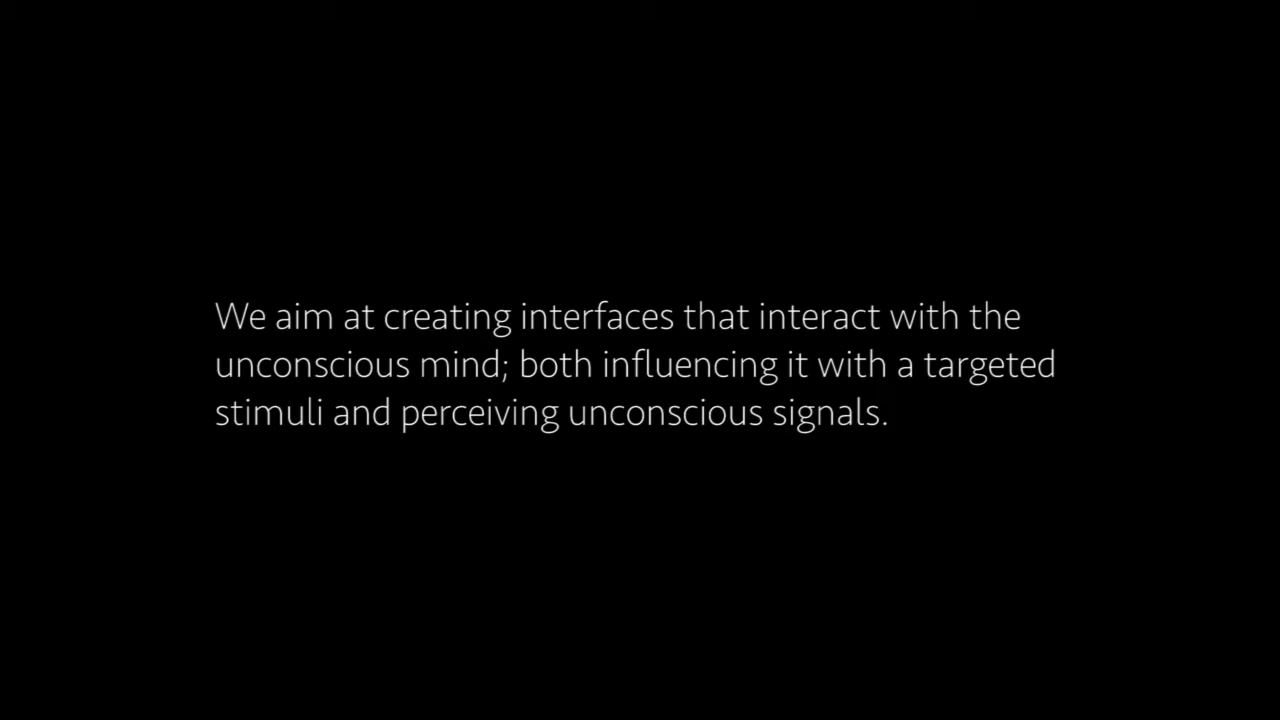 We aim at creating interfaces that interact with the
unconscious mind; both influencing it with a targeted
stimuli and perceiving unconscious signals.